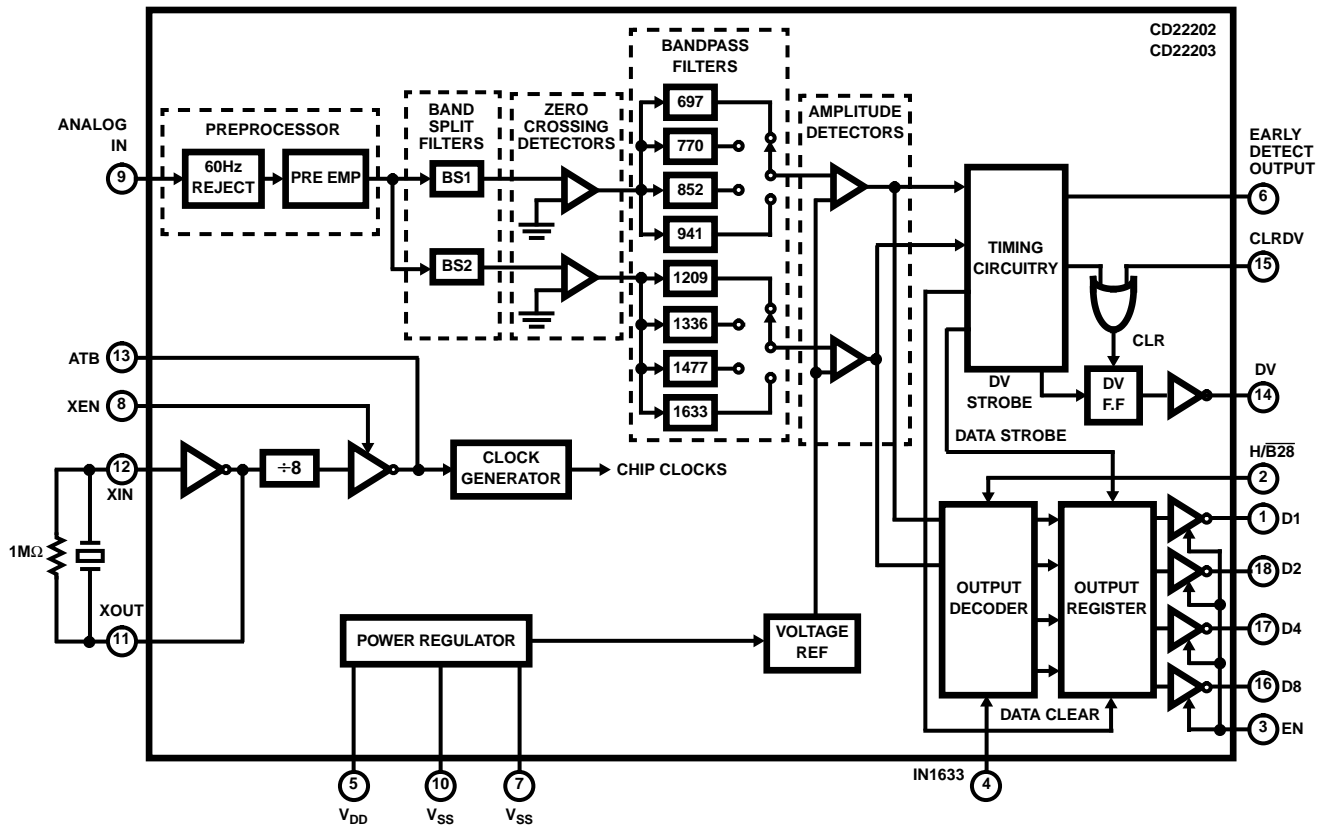 CD22202
CD22203
BANDPASS
FILTERS
697
770
852
941
1209
1336
1477
1633
ANALOG
IN
9
PREPROCESSOR
60Hz
REJECT
PRE EMP
BAND
SPLIT
FILTERS
BS1
BS2
ZERO
CROSSING
DETECTORS
AMPLITUDE
DETECTORS
TIMING
CIRCUITRY
EARLY
DETECT
OUTPUT
6
CLRDV
15
CLR
DV
F.F
DV
14
DV
STROBE
DATA STROBE
H/B28
2
ATB
13
XEN
8
12
XIN
÷8
CLOCK
GENERATOR
CHIP CLOCKS
1MΩ
XOUT
11
POWER REGULATOR
VOLTAGE
REF
OUTPUT
DECODER
OUTPUT
REGISTER
1 D1
18 D2
17 D4
16 D8
3 EN
DATA CLEAR
IN1633
4
5
VDD
10
VSS
7
VSS